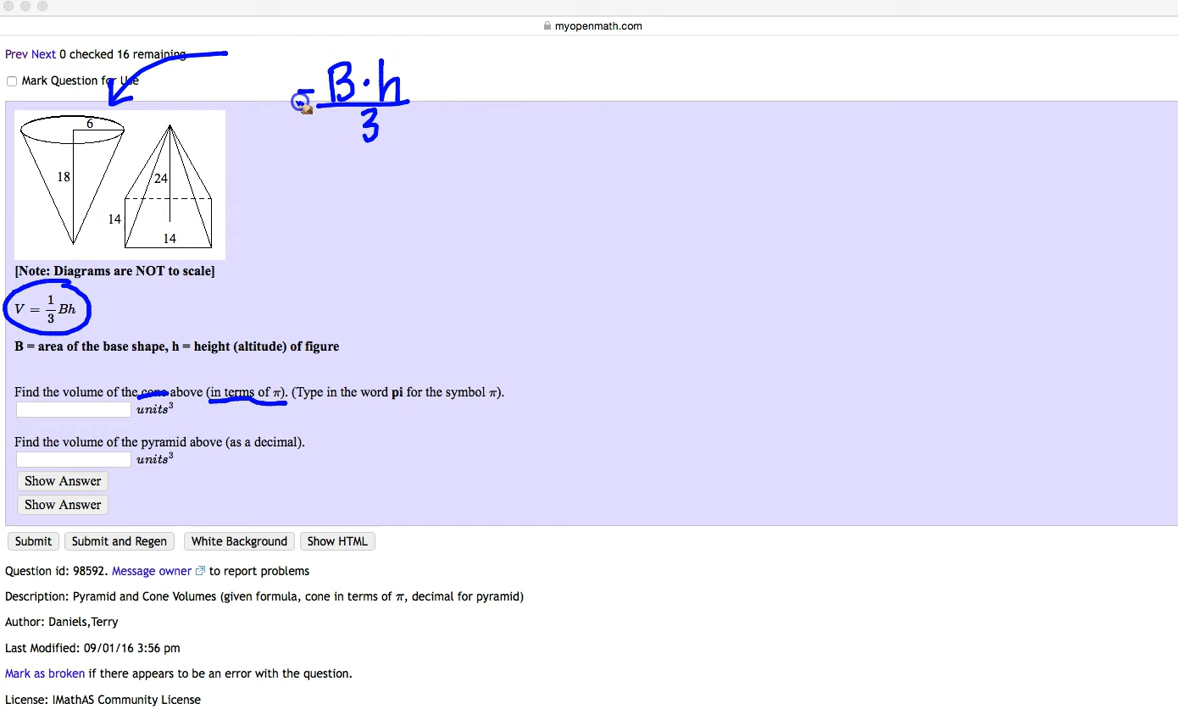 myopenmath.com
Prev Next 0 checked 16 remaining
Mark Question for Use
= B · h / 3
6
18
24
14
14
[Note: Diagrams are NOT to scale]
V = 1/3 Bh
B = area of the base shape, h = height (altitude) of figure
Find the volume of the cone above (in terms of π). (Type in the word pi for the symbol π).
units³
Find the volume of the pyramid above (as a decimal).
units³
Show Answer
Show Answer
Submit Submit and Regen White Background Show HTML
Question id: 98592. Message owner to report problems
Description: Pyramid and Cone Volumes (given formula, cone in terms of π, decimal for pyramid)
Author: Daniels,Terry
Last Modified: 09/01/16 3:56 pm
Mark as broken if there appears to be an error with the question.
License: IMathAS Community License